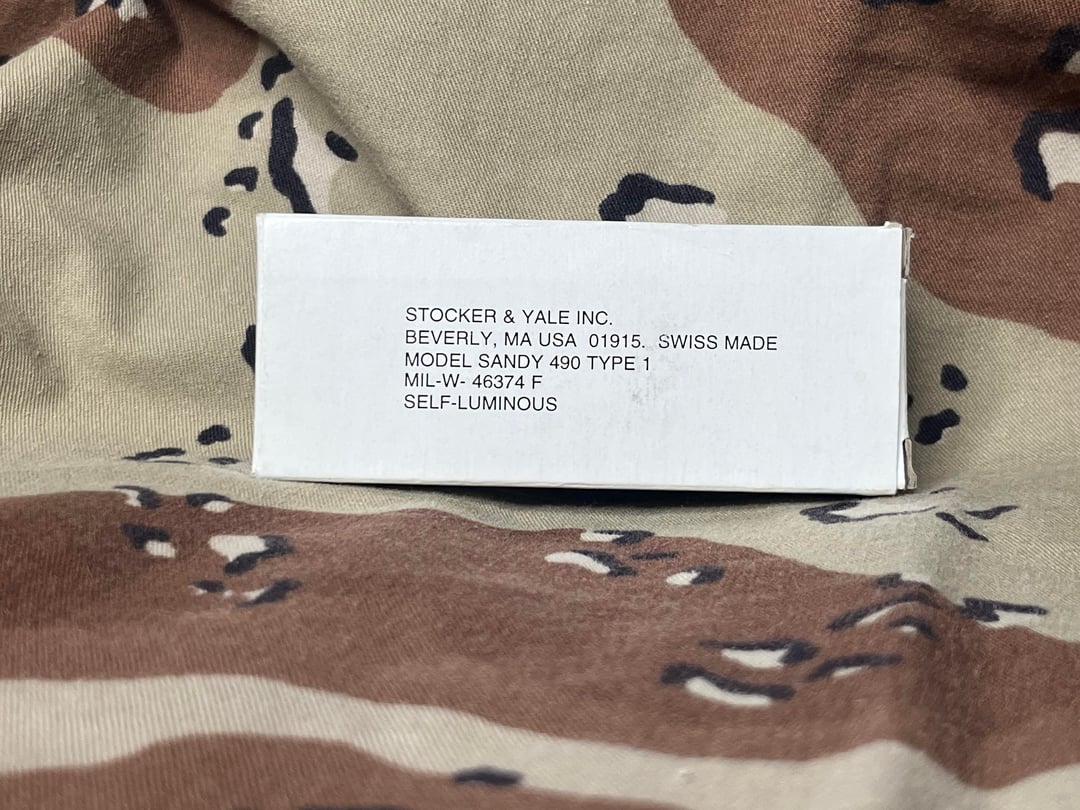 STOCKER & YALE INC.
BEVERLY, MA USA 01915. SWISS MADE
MODEL SANDY 490 TYPE 1
MIL-W- 46374 F
SELF-LUMINOUS